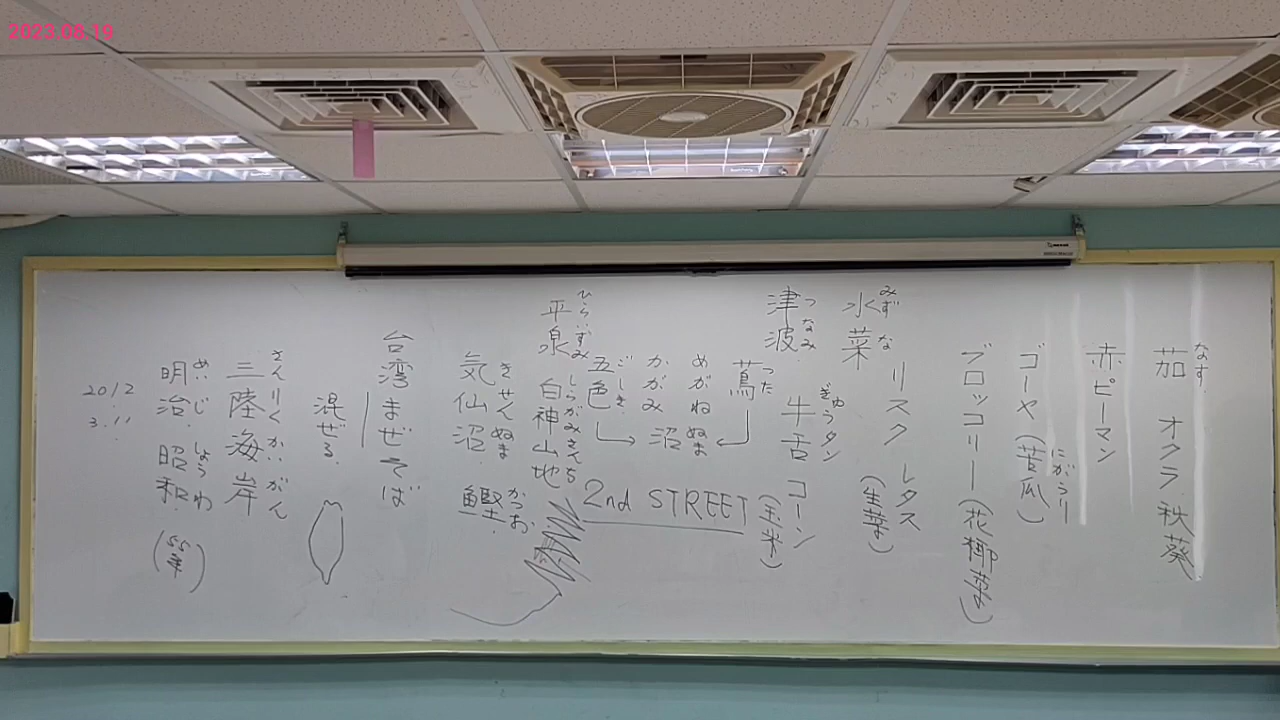 2023.08.19
茄 なす
オクラ 秋葵
赤ピーマン
ゴーヤ (苦瓜) にがうり
ブロッコリー (花椰菜)
水菜 みずな
リスク レタス
(生菜)
津波 つなみ
牛舌 ぎゅうタン
コーン
(玉米)
蔦 つた
めがね
かがみ
五色 ごしき
沼 ぬま
2nd STREET
平泉 ひらいずみ
白神山地 しらがみさんち
気仙沼 きせんぬま
鰹 かつお
台湾まぜそば
混ぜる
三陸海岸 さんりくかいがん
明治 めいじ 昭和 しょうわ
(55年)
2012
3.11